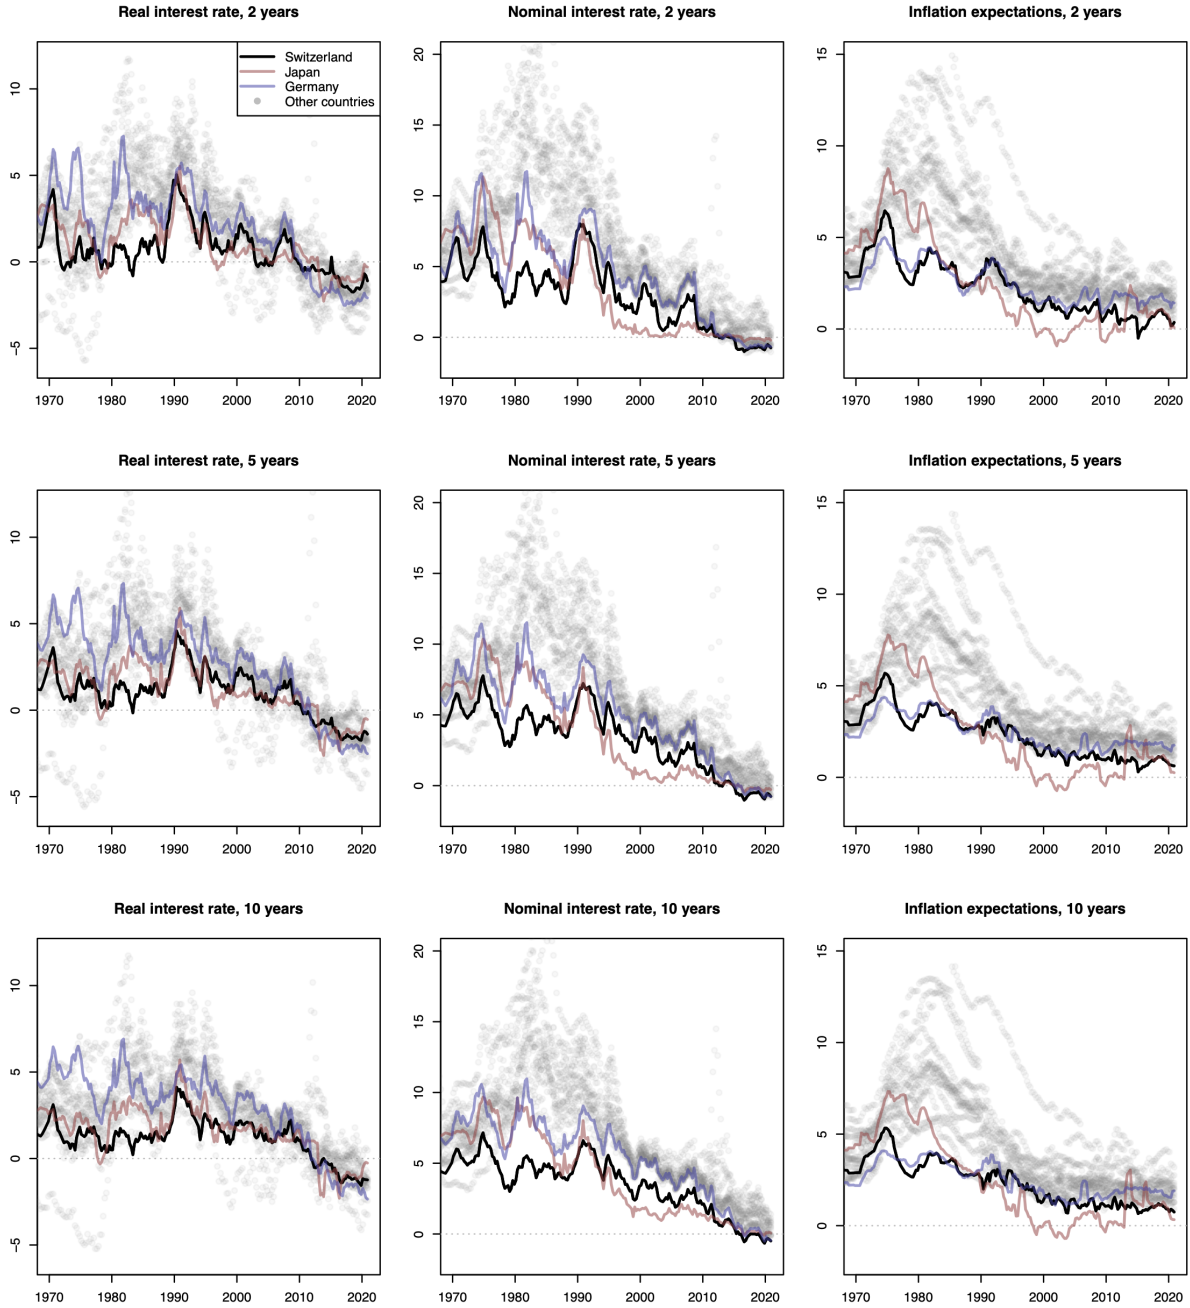 Real interest rate, 2 years
Nominal interest rate, 2 years
Inflation expectations, 2 years
Switzerland
Japan
Germany
Other countries
10
5
0
−5
1970 1980 1990 2000 2010 2020
20
15
10
5
0
1970 1980 1990 2000 2010 2020
15
10
5
0
1970 1980 1990 2000 2010 2020
Real interest rate, 5 years
Nominal interest rate, 5 years
Inflation expectations, 5 years
10
5
0
−5
1970 1980 1990 2000 2010 2020
20
15
10
5
0
1970 1980 1990 2000 2010 2020
15
10
5
0
1970 1980 1990 2000 2010 2020
Real interest rate, 10 years
Nominal interest rate, 10 years
Inflation expectations, 10 years
10
5
0
−5
1970 1980 1990 2000 2010 2020
20
15
10
5
0
1970 1980 1990 2000 2010 2020
15
10
5
0
1970 1980 1990 2000 2010 2020